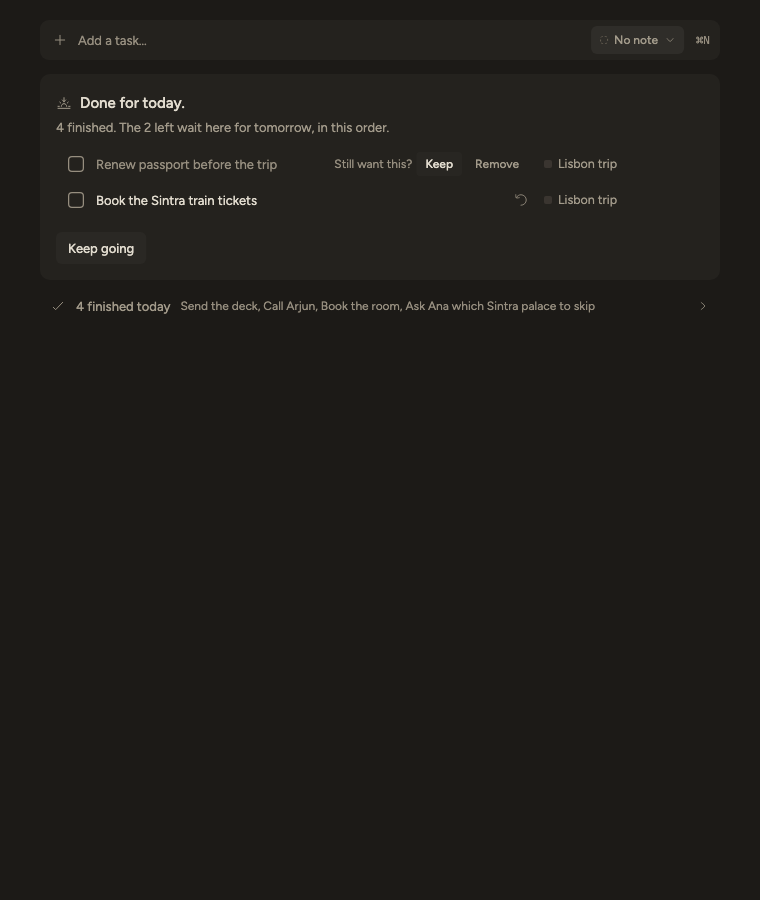 Add a task...
No note
⌘N
Done for today.
4 finished. The 2 left wait here for tomorrow, in this order.
Renew passport before the trip Still want this? Keep Remove Lisbon trip
Book the Sintra train tickets Lisbon trip
Keep going
4 finished today Send the deck, Call Arjun, Book the room, Ask Ana which Sintra palace to skip